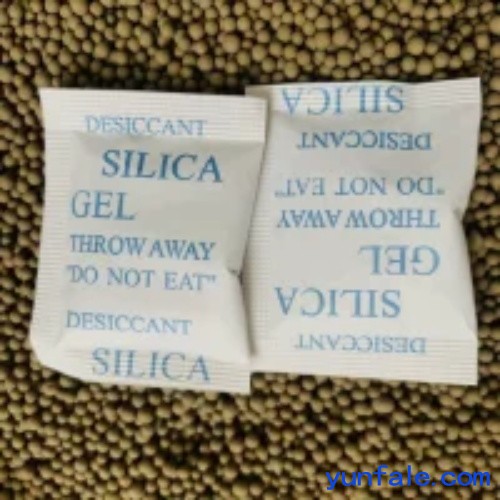 DESICCANT
SILICA
GEL
THROW AWAY
"DO NOT EAT"
DESICCANT
SILICA
SILICA
DESICCANT
"DO NOT EAT"
THROW AWAY
GEL
SILICA
DESICCANT
yunfale.com